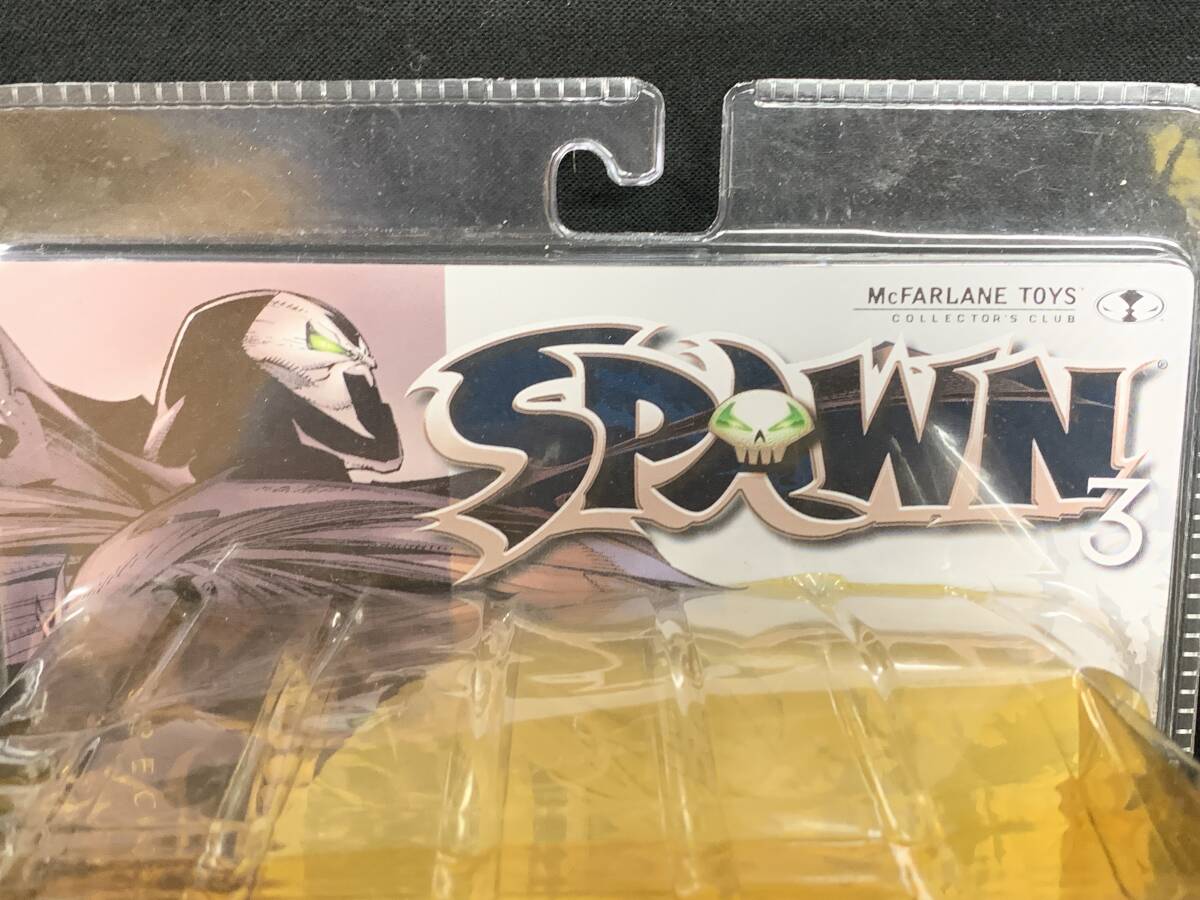 McFARLANE TOYS
COLLECTOR'S CLUB
SPAWN®
3